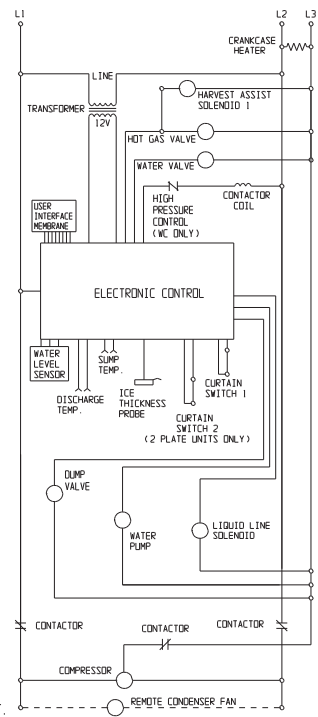 L1
L2
L3
CRANKCASE
HEATER
LINE
TRANSFORMER
12V
HARVEST ASSIST
SOLENOID 1
HOT GAS VALVE
WATER VALVE
HIGH
PRESSURE
CONTROL
(WC ONLY)
CONTACTOR
COIL
USER
INTERFACE
MEMBRANE
ELECTRONIC CONTROL
WATER
LEVEL
SENSOR
SUMP
TEMP.
DISCHARGE
TEMP.
ICE
THICKNESS
PROBE
CURTAIN
SWITCH 1
CURTAIN
SWITCH 2
(2 PLATE UNITS ONLY)
DUMP
VALVE
WATER
PUMP
LIQUID LINE
SOLENOID
CONTACTOR
CONTACTOR
CONTACTOR
COMPRESSOR
REMOTE CONDENSER FAN